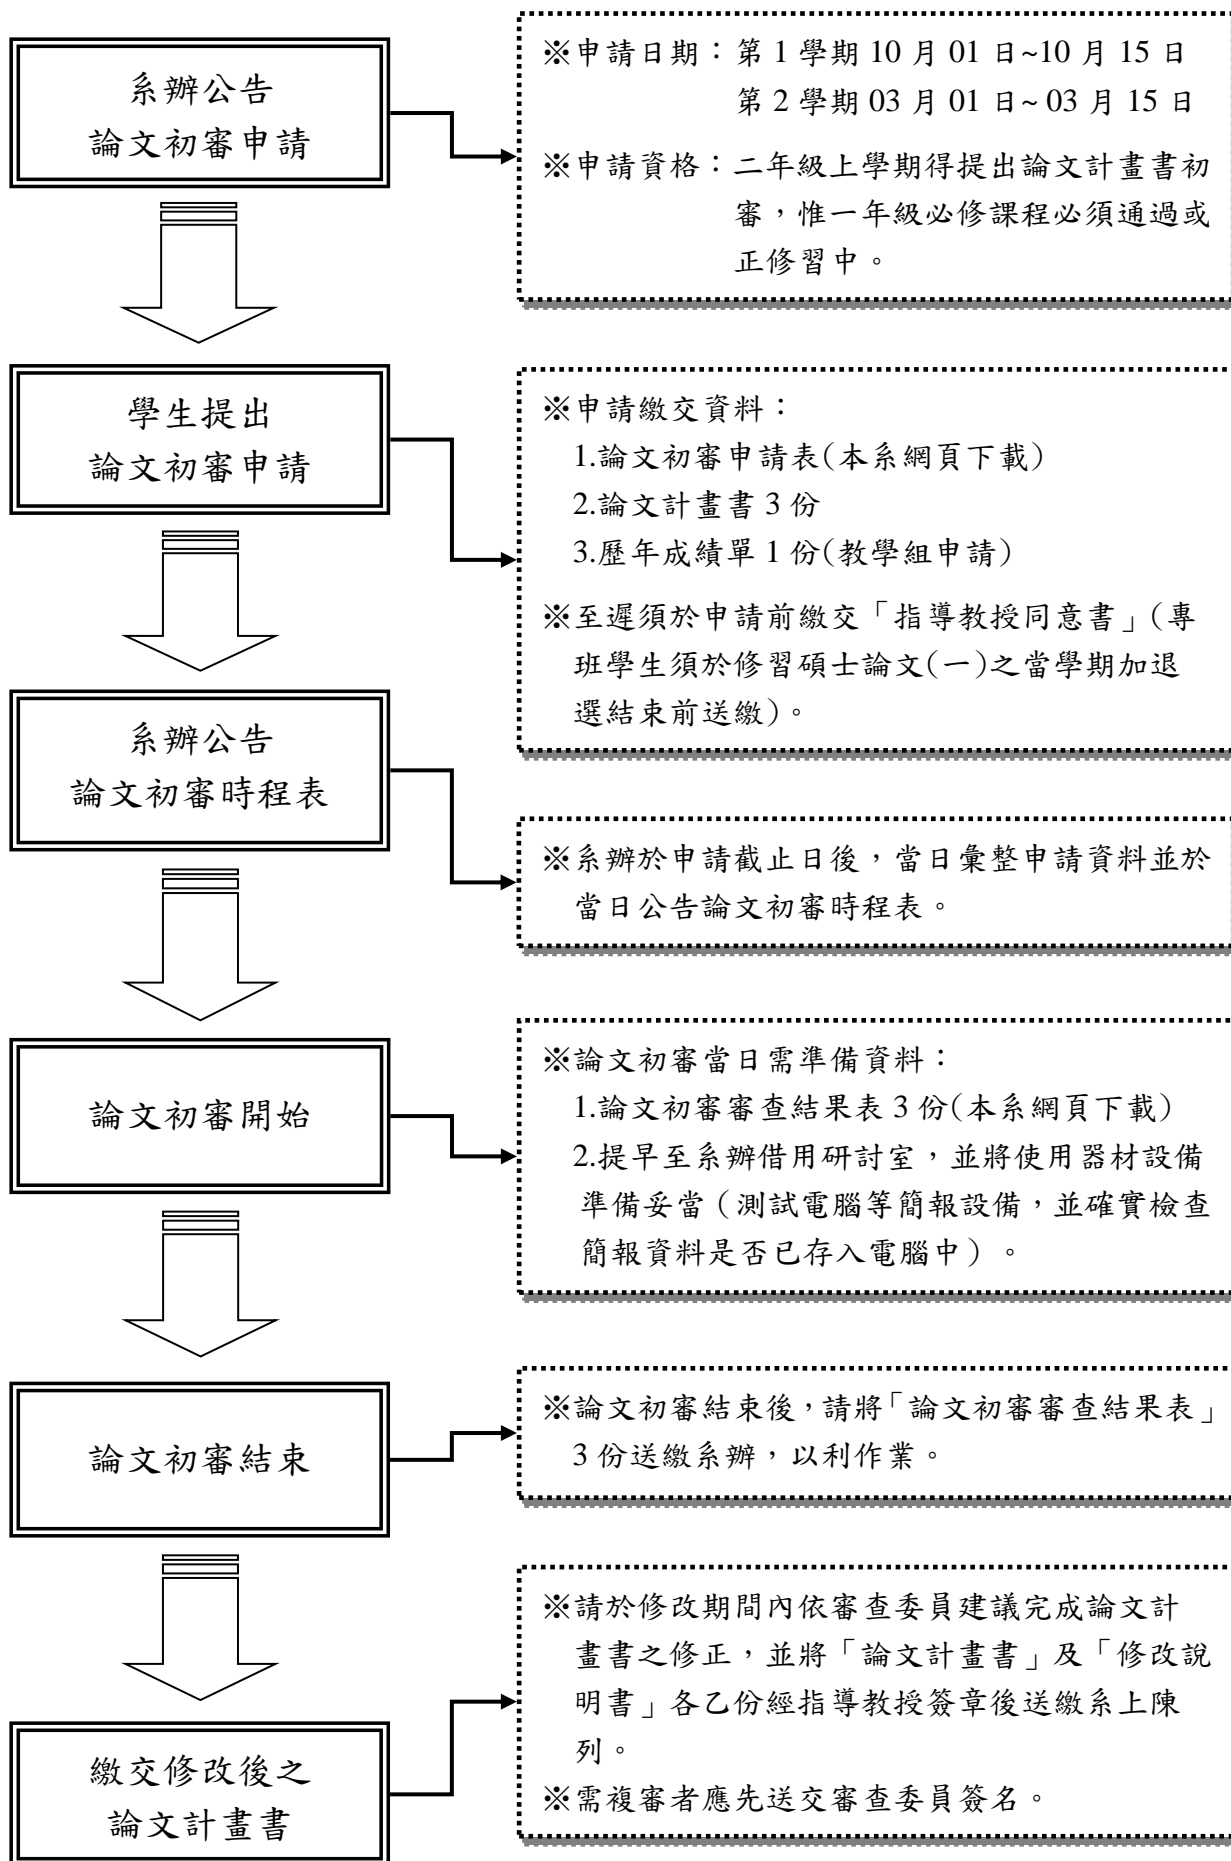 系辦公告
論文初審申請
※申請日期：第 1 學期 10 月 01 日~10 月 15 日
第 2 學期 03 月 01 日~ 03 月 15 日
※申請資格：二年級上學期得提出論文計畫書初
審，惟一年級必修課程必須通過或
正修習中。
學生提出
論文初審申請
※申請繳交資料：
1.論文初審申請表(本系網頁下載)
2.論文計畫書 3 份
3.歷年成績單 1 份(教學組申請)
※至遲須於申請前繳交「指導教授同意書」(專
班學生須於修習碩士論文(一)之當學期加退
選結束前送繳)。
系辦公告
論文初審時程表
※系辦於申請截止日後，當日彙整申請資料並於
當日公告論文初審時程表。
論文初審開始
※論文初審當日需準備資料：
1.論文初審審查結果表 3 份(本系網頁下載)
2.提早至系辦借用研討室，並將使用器材設備
準備妥當（測試電腦等簡報設備，並確實檢查
簡報資料是否已存入電腦中）。
論文初審結束
※論文初審結束後，請將「論文初審審查結果表」
3 份送繳系辦，以利作業。
繳交修改後之
論文計畫書
※請於修改期間內依審查委員建議完成論文計
畫書之修正，並將「論文計畫書」及「修改說
明書」各乙份經指導教授簽章後送繳系上陳
列。
※需複審者應先送交審查委員簽名。